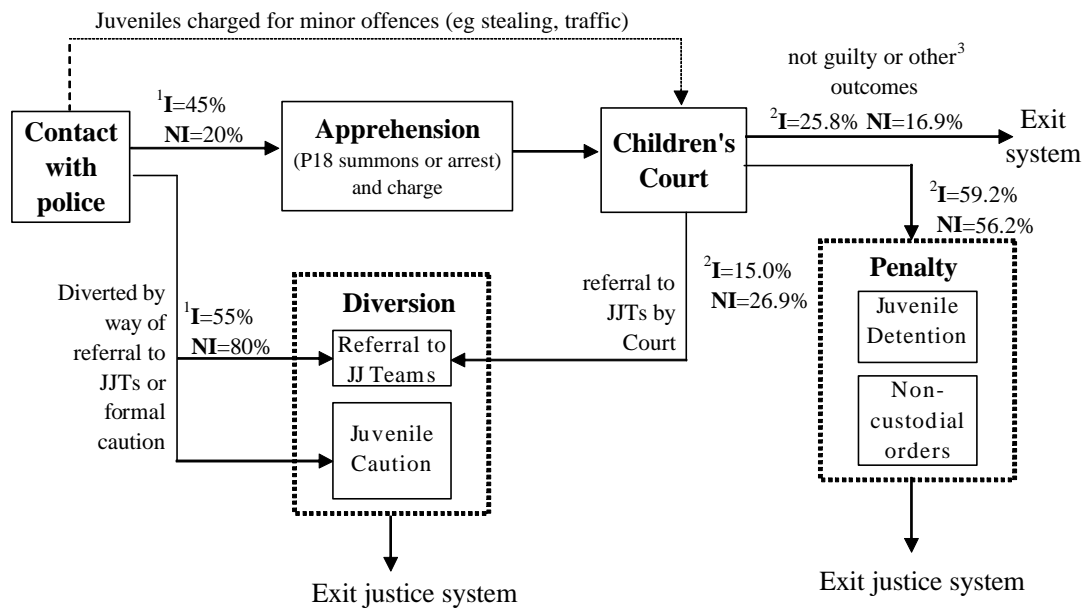 Juveniles charged for minor offences (eg stealing, traffic)
not guilty or other³
outcomes
¹I=45%
NI=20%
²I=25.8% NI=16.9%
Contact
with
police
Apprehension
(P18 summons or arrest)
and charge
Children's
Court
Exit
system
²I=59.2%
NI=56.2%
Diverted by
way of
referral to
JJTs or
formal
caution
¹I=55%
NI=80%
Diversion
Referral to
JJ Teams
Juvenile
Caution
referral to
JJTs by
Court
²I=15.0%
NI=26.9%
Penalty
Juvenile
Detention
Non-
custodial
orders
Exit justice system
Exit justice system